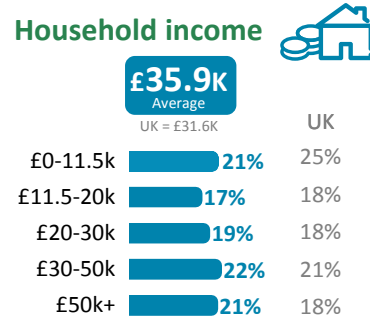 Household income
£35.9K
Average
UK = £31.6K
UK
£0-11.5k 21% 25%
£11.5-20k 17% 18%
£20-30k 19% 18%
£30-50k 22% 21%
£50k+ 21% 18%